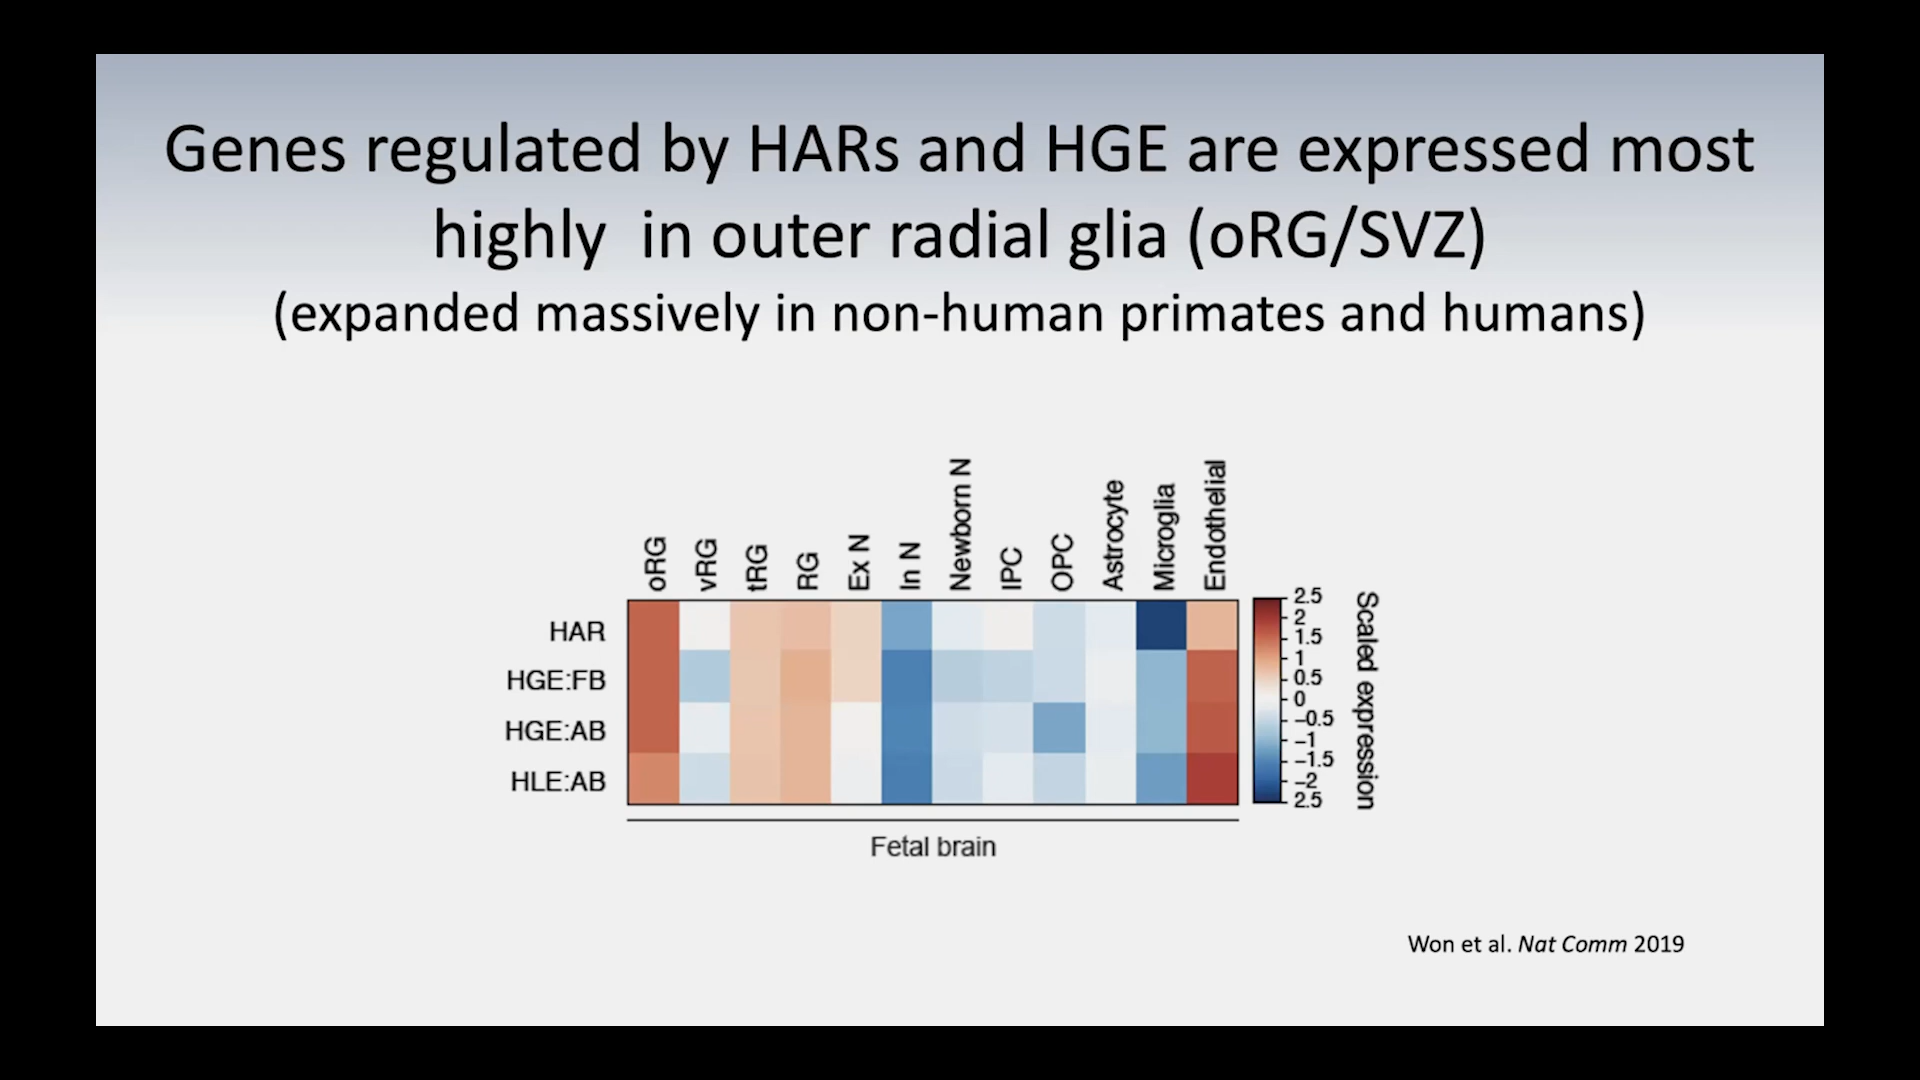 Genes regulated by HARs and HGE are expressed most
highly in outer radial glia (oRG/SVZ)
(expanded massively in non-human primates and humans)
oRG
vRG
tRG
RG
Ex N
In N
Newborn N
IPC
OPC
Astrocyte
Microglia
Endothelial
HAR
HGE:FB
HGE:AB
HLE:AB
2.5
2
1.5
1
0.5
0
−0.5
−1
−1.5
−2
2.5
Scaled expression
Fetal brain
Won et al. Nat Comm 2019